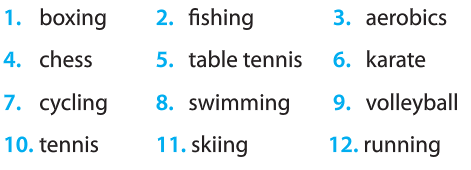 1. boxing 2. fishing 3. aerobics
4. chess 5. table tennis 6. karate
7. cycling 8. swimming 9. volleyball
10. tennis 11. skiing 12. running